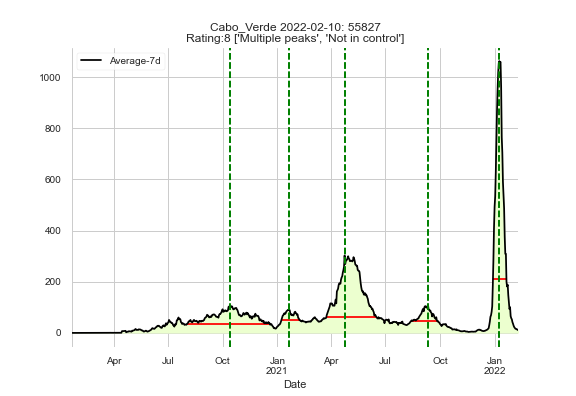 Cabo_Verde 2022-02-10: 55827
Rating:8 ['Multiple peaks', 'Not in control']
Average-7d
1000
800
600
400
200
0
Apr Jul Oct Jan Apr Jul Oct Jan
2021 2022
Date